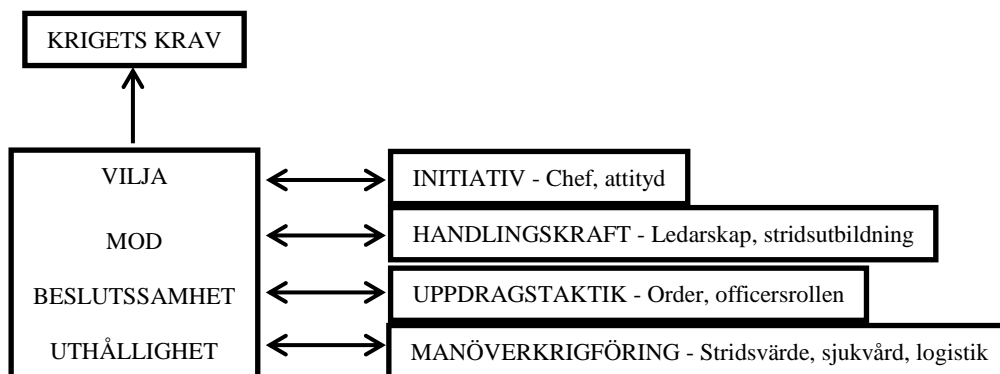 KRIGETS KRAV
VILJA
INITIATIV - Chef, attityd
MOD
HANDLINGSKRAFT - Ledarskap, stridsutbildning
BESLUTSSAMHET
UPPDRAGSTAKTIK - Order, officersrollen
UTHÅLLIGHET
MANÖVERKRIGFÖRING - Stridsvärde, sjukvård, logistik